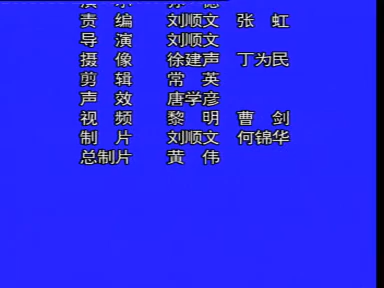 责　编　　刘顺文　张　虹
导　演　　刘顺文
摄　像　　徐建声　丁为民
剪　辑　　常　英
声　效　　唐学彦
视　频　　黎　明　曹　剑
制　片　　刘顺文　何锦华
总制片　　黄　伟